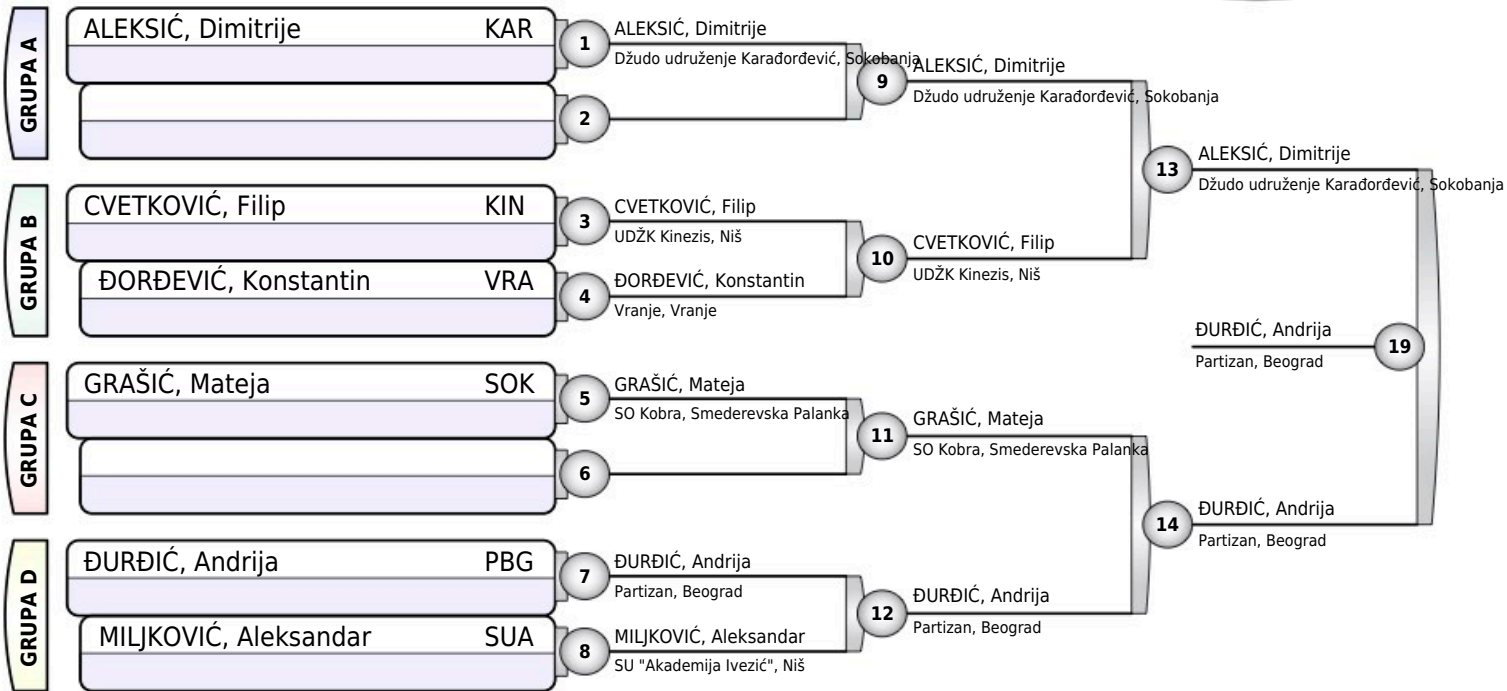 GRUPA A
ALEKSIĆ, Dimitrije KAR
1
2
ALEKSIĆ, Dimitrije
Džudo udruženje Karađorđević, Sokobanja
GRUPA B
CVETKOVIĆ, Filip KIN
ĐORĐEVIĆ, Konstantin VRA
3
4
CVETKOVIĆ, Filip
UDŽK Kinezis, Niš
ĐORĐEVIĆ, Konstantin
Vranje, Vranje
GRUPA C
GRAŠIĆ, Mateja SOK
5
6
GRAŠIĆ, Mateja
SO Kobra, Smederevska Palanka
GRUPA D
ĐURĐIĆ, Andrija PBG
MILJKOVIĆ, Aleksandar SUA
7
8
ĐURĐIĆ, Andrija
Partizan, Beograd
MILJKOVIĆ, Aleksandar
SU "Akademija Ivezić", Niš
9
ALEKSIĆ, Dimitrije
Džudo udruženje Karađorđević, Sokobanja
10
CVETKOVIĆ, Filip
UDŽK Kinezis, Niš
11
GRAŠIĆ, Mateja
SO Kobra, Smederevska Palanka
12
ĐURĐIĆ, Andrija
Partizan, Beograd
13
ALEKSIĆ, Dimitrije
Džudo udruženje Karađorđević, Sokobanja
14
ĐURĐIĆ, Andrija
Partizan, Beograd
ĐURĐIĆ, Andrija
Partizan, Beograd
19